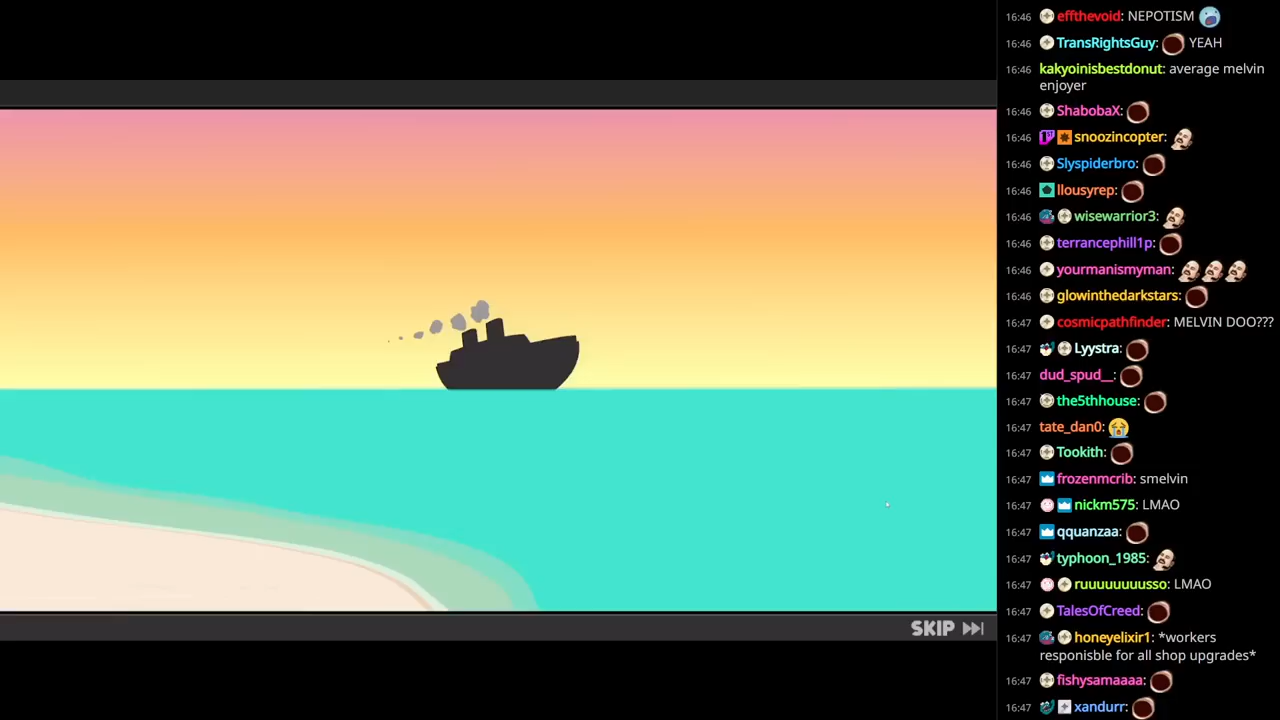 16:46 effthevoid: NEPOTISM
16:46 TransRightsGuy: YEAH
16:46 kakyoinisbestdonut: average melvin
enjoyer
16:46 ShabobaX:
16:46 snoozincopter:
16:46 Slyspiderbro:
16:46 llousyrep:
16:46 wisewarrior3:
16:46 terrancephill1p:
16:46 yourmanismyman:
16:46 glowinthedarkstars:
16:47 cosmicpathfinder: MELVIN DOO???
16:47 Lyystra:
16:47 dud_spud__:
16:47 the5thhouse:
16:47 tate_dan0:
16:47 Tookith:
16:47 frozenmcrib: smelvin
16:47 nickm575: LMAO
16:47 qquanzaa:
16:47 typhoon_1985:
16:47 ruuuuuuusso: LMAO
16:47 TalesOfCreed:
16:47 honeyelixir1: *workers
responisble for all shop upgrades*
16:47 fishysamaaaa:
16:47 xandurr:
SKIP